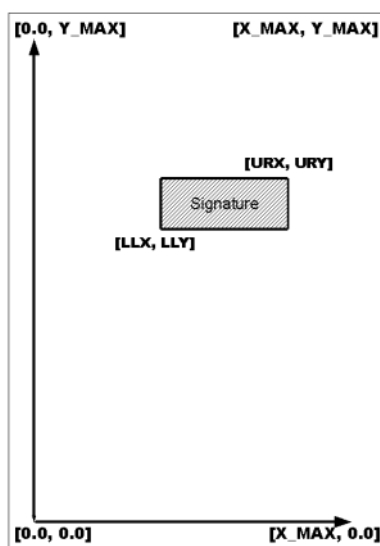 [0.0, Y_MAX] [X_MAX, Y_MAX]
[URX, URY]
Signature
[LLX, LLY]
[0.0, 0.0] [X_MAX, 0.0]